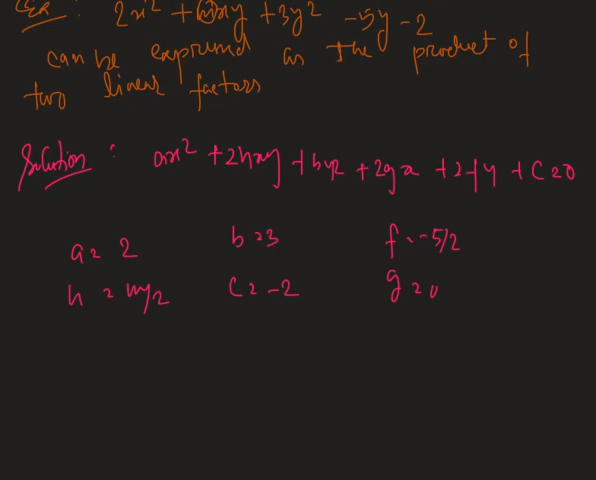 Ex : 2x² + mxy + 3y² - 5y - 2
can be expressed as the product of
two linear factors
Solution : ax² + 2hxy + by² + 2gx + 2fy + c = 0
a = 2 b = 3 f = -5/2
h = m/2 c = -2 g = 0